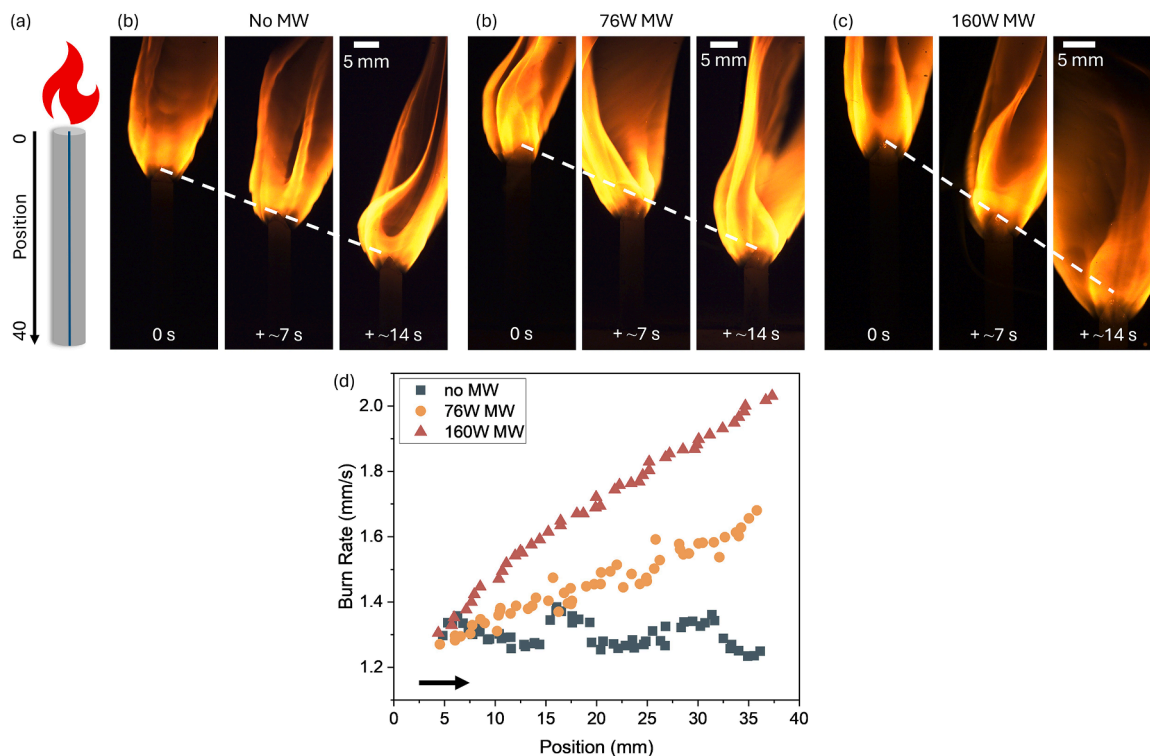 (a)
(b)
No MW
(b)
76W MW
(c)
160W MW
0
Position
40
5 mm
0 s
+ ~7 s
+ ~14 s
5 mm
0 s
+ ~7 s
+ ~14 s
5 mm
0 s
+ ~7 s
+ ~14 s
(d)
no MW
76W MW
160W MW
Burn Rate (mm/s)
2.0
1.8
1.6
1.4
1.2
0 5 10 15 20 25 30 35 40
Position (mm)